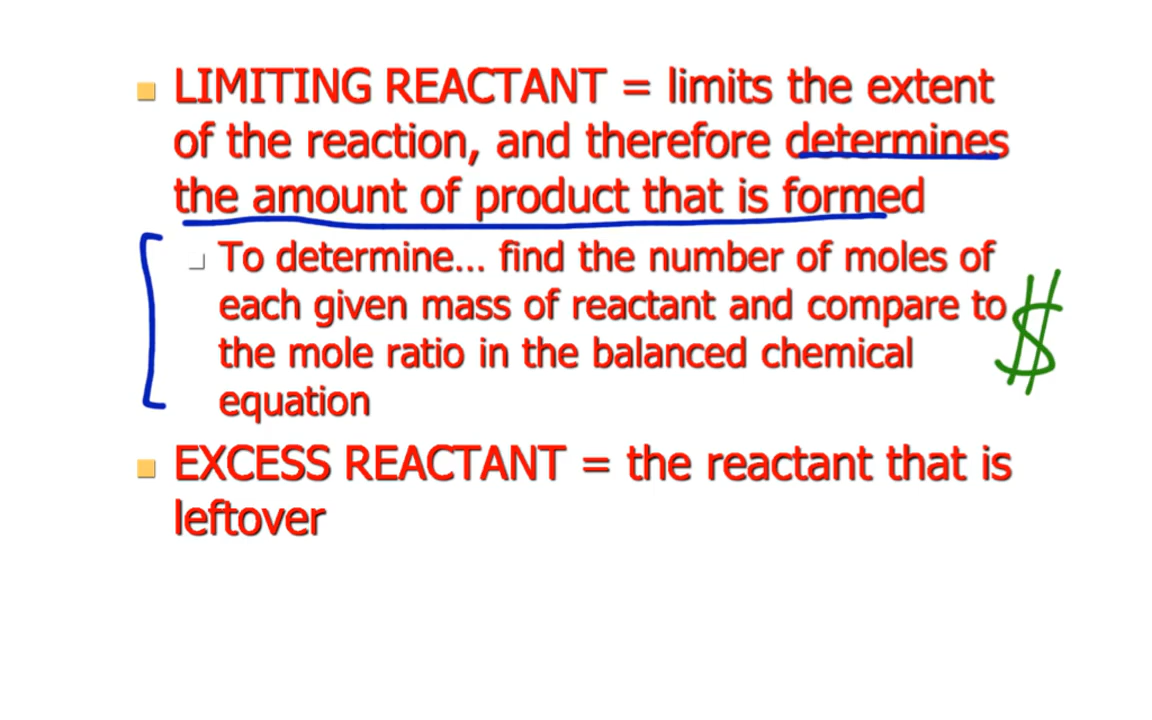 LIMITING REACTANT = limits the extent
of the reaction, and therefore determines
the amount of product that is formed
To determine... find the number of moles of
each given mass of reactant and compare to
the mole ratio in the balanced chemical
equation
$
EXCESS REACTANT = the reactant that is
leftover